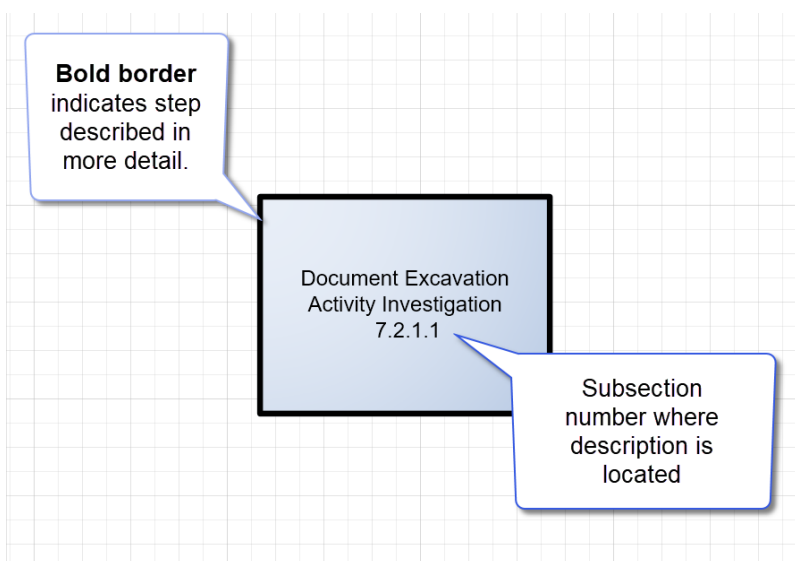 Bold border
indicates step
described in
more detail.
Document Excavation
Activity Investigation
7.2.1.1
Subsection
number where
description is
located